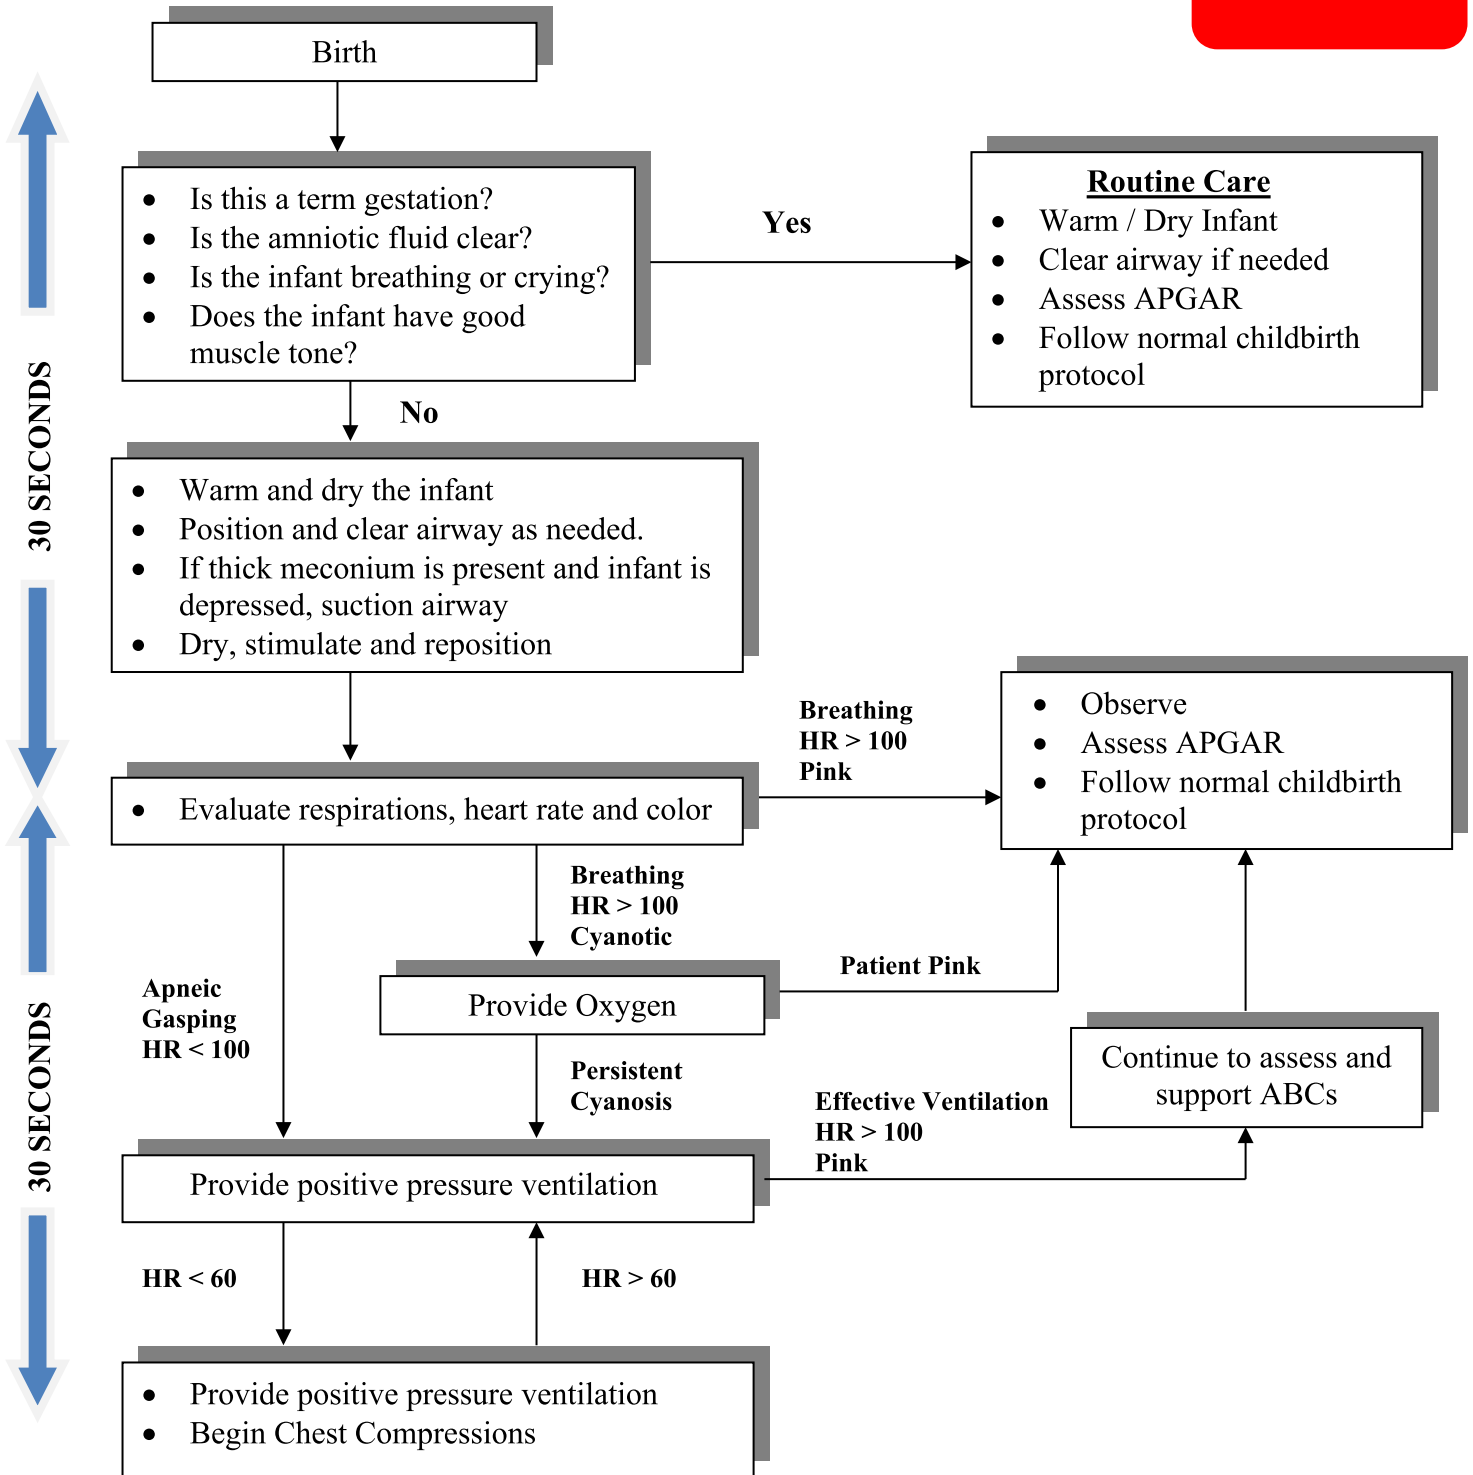 Birth
• Is this a term gestation?
• Is the amniotic fluid clear?
• Is the infant breathing or crying?
• Does the infant have good
muscle tone?
Yes
Routine Care
• Warm / Dry Infant
• Clear airway if needed
• Assess APGAR
• Follow normal childbirth
protocol
No
30 SECONDS
• Warm and dry the infant
• Position and clear airway as needed.
• If thick meconium is present and infant is
depressed, suction airway
• Dry, stimulate and reposition
Breathing
HR > 100
Pink
• Observe
• Assess APGAR
• Follow normal childbirth
protocol
• Evaluate respirations, heart rate and color
Breathing
HR > 100
Cyanotic
Apneic
Gasping
HR < 100
Provide Oxygen
Patient Pink
30 SECONDS
Persistent
Cyanosis
Continue to assess and
support ABCs
Effective Ventilation
HR > 100
Pink
Provide positive pressure ventilation
HR < 60
HR > 60
• Provide positive pressure ventilation
• Begin Chest Compressions